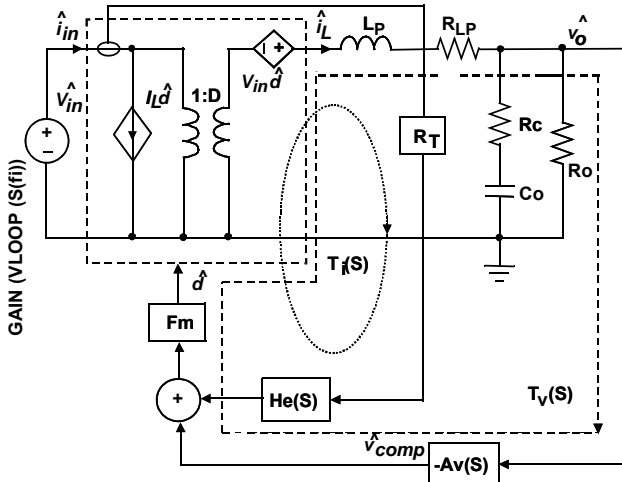 î_in
î_L
L_P
R_LP
v̂_o
V̂_in
+
−
I_L d̂
1:D
− +
V_in d̂
R_T
Rc
Ro
Co
GAIN (VLOOP (S(fi))
T_i(S)
d̂
Fm
+
He(S)
T_v(S)
v̂_comp
-Av(S)